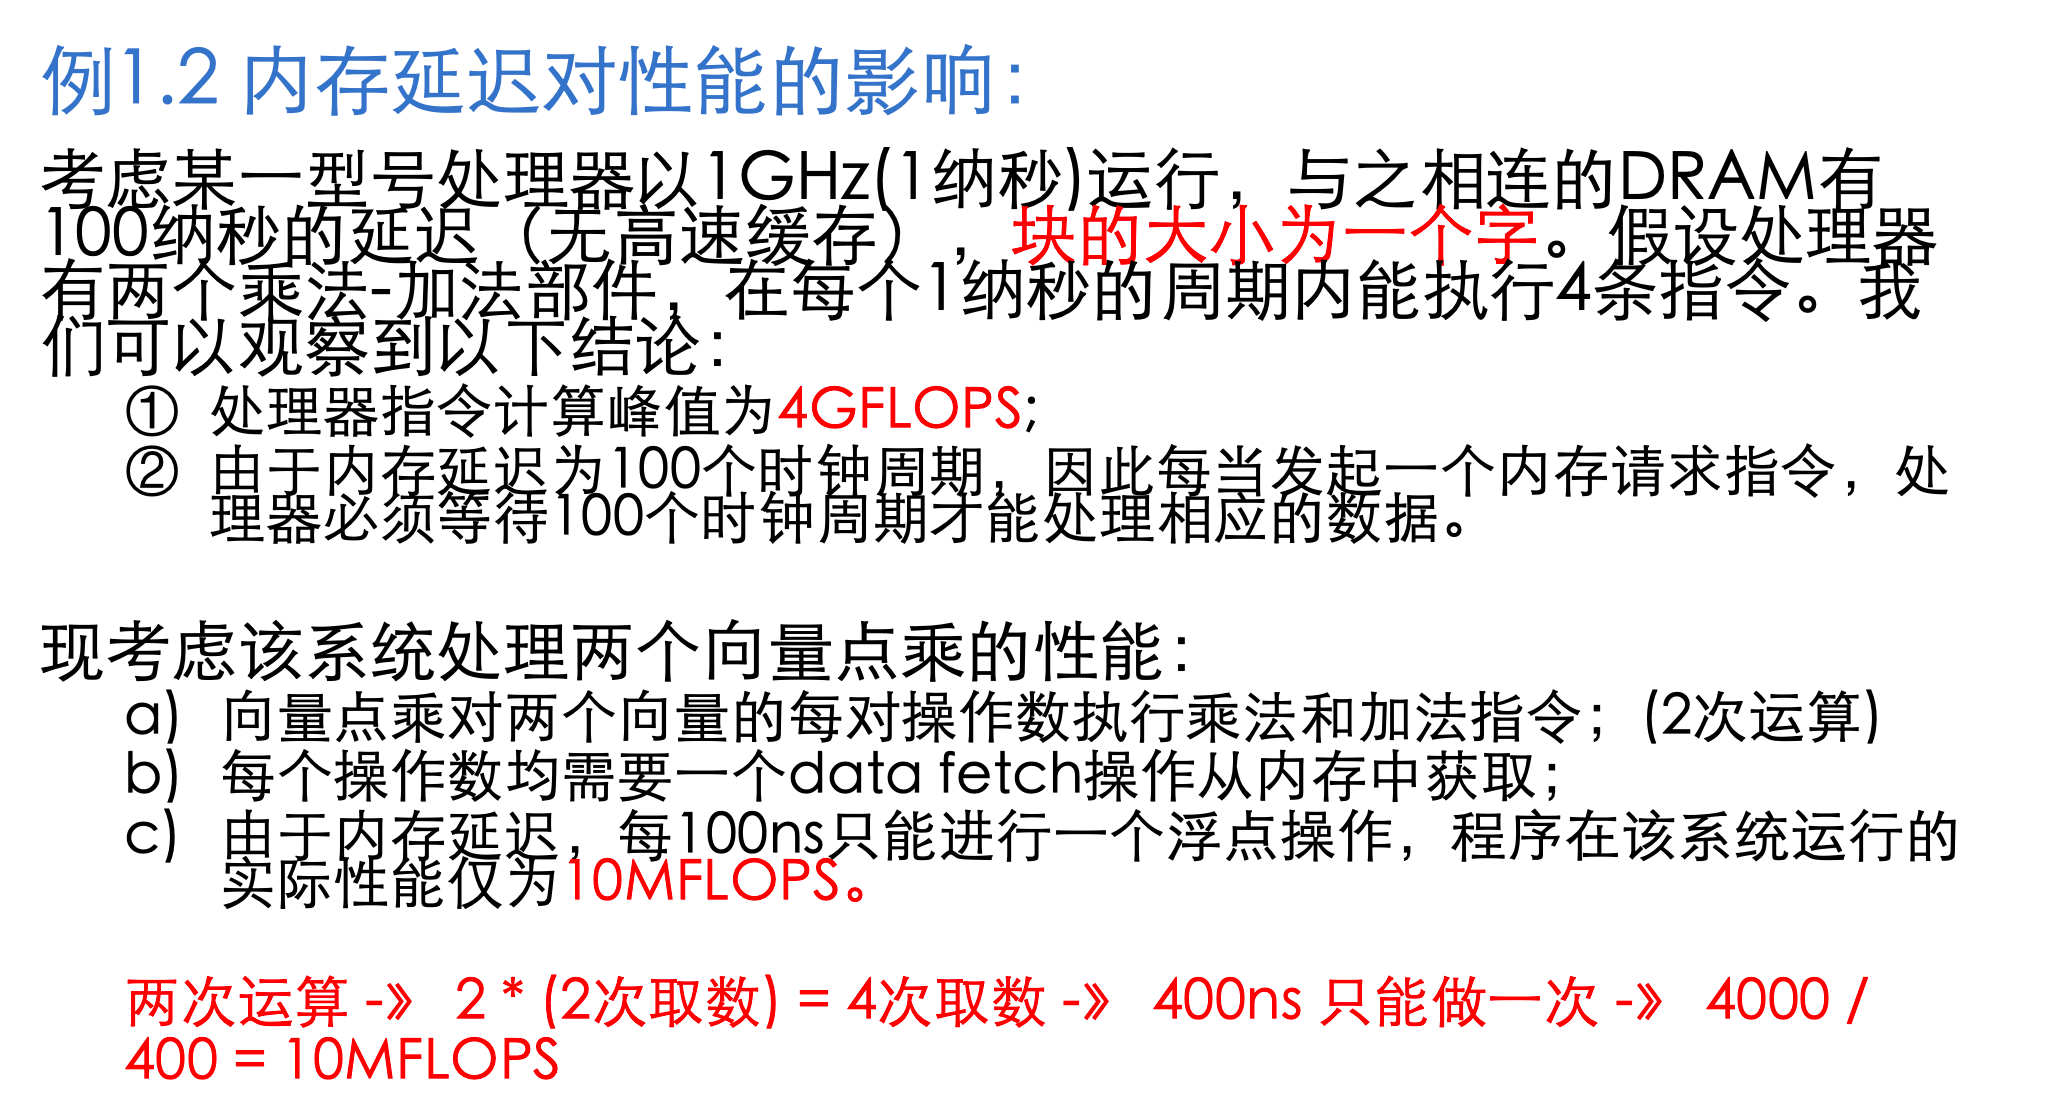 例1.2 内存延迟对性能的影响：
考虑某一型号处理器以1GHz(1纳秒)运行，与之相连的DRAM有
100纳秒的延迟（无高速缓存），块的大小为一个字。假设处理器
有两个乘法-加法部件，在每个1纳秒的周期内能执行4条指令。我
们可以观察到以下结论：
① 处理器指令计算峰值为4GFLOPS;
② 由于内存延迟为100个时钟周期，因此每当发起一个内存请求指令，处
理器必须等待100个时钟周期才能处理相应的数据。
现考虑该系统处理两个向量点乘的性能：
a) 向量点乘对两个向量的每对操作数执行乘法和加法指令；(2次运算)
b) 每个操作数均需要一个data fetch操作从内存中获取；
c) 由于内存延迟，每100ns只能进行一个浮点操作，程序在该系统运行的
实际性能仅为10MFLOPS。
两次运算 -》 2 * (2次取数) = 4次取数 -》 400ns 只能做一次 -》 4000 /
400 = 10MFLOPS